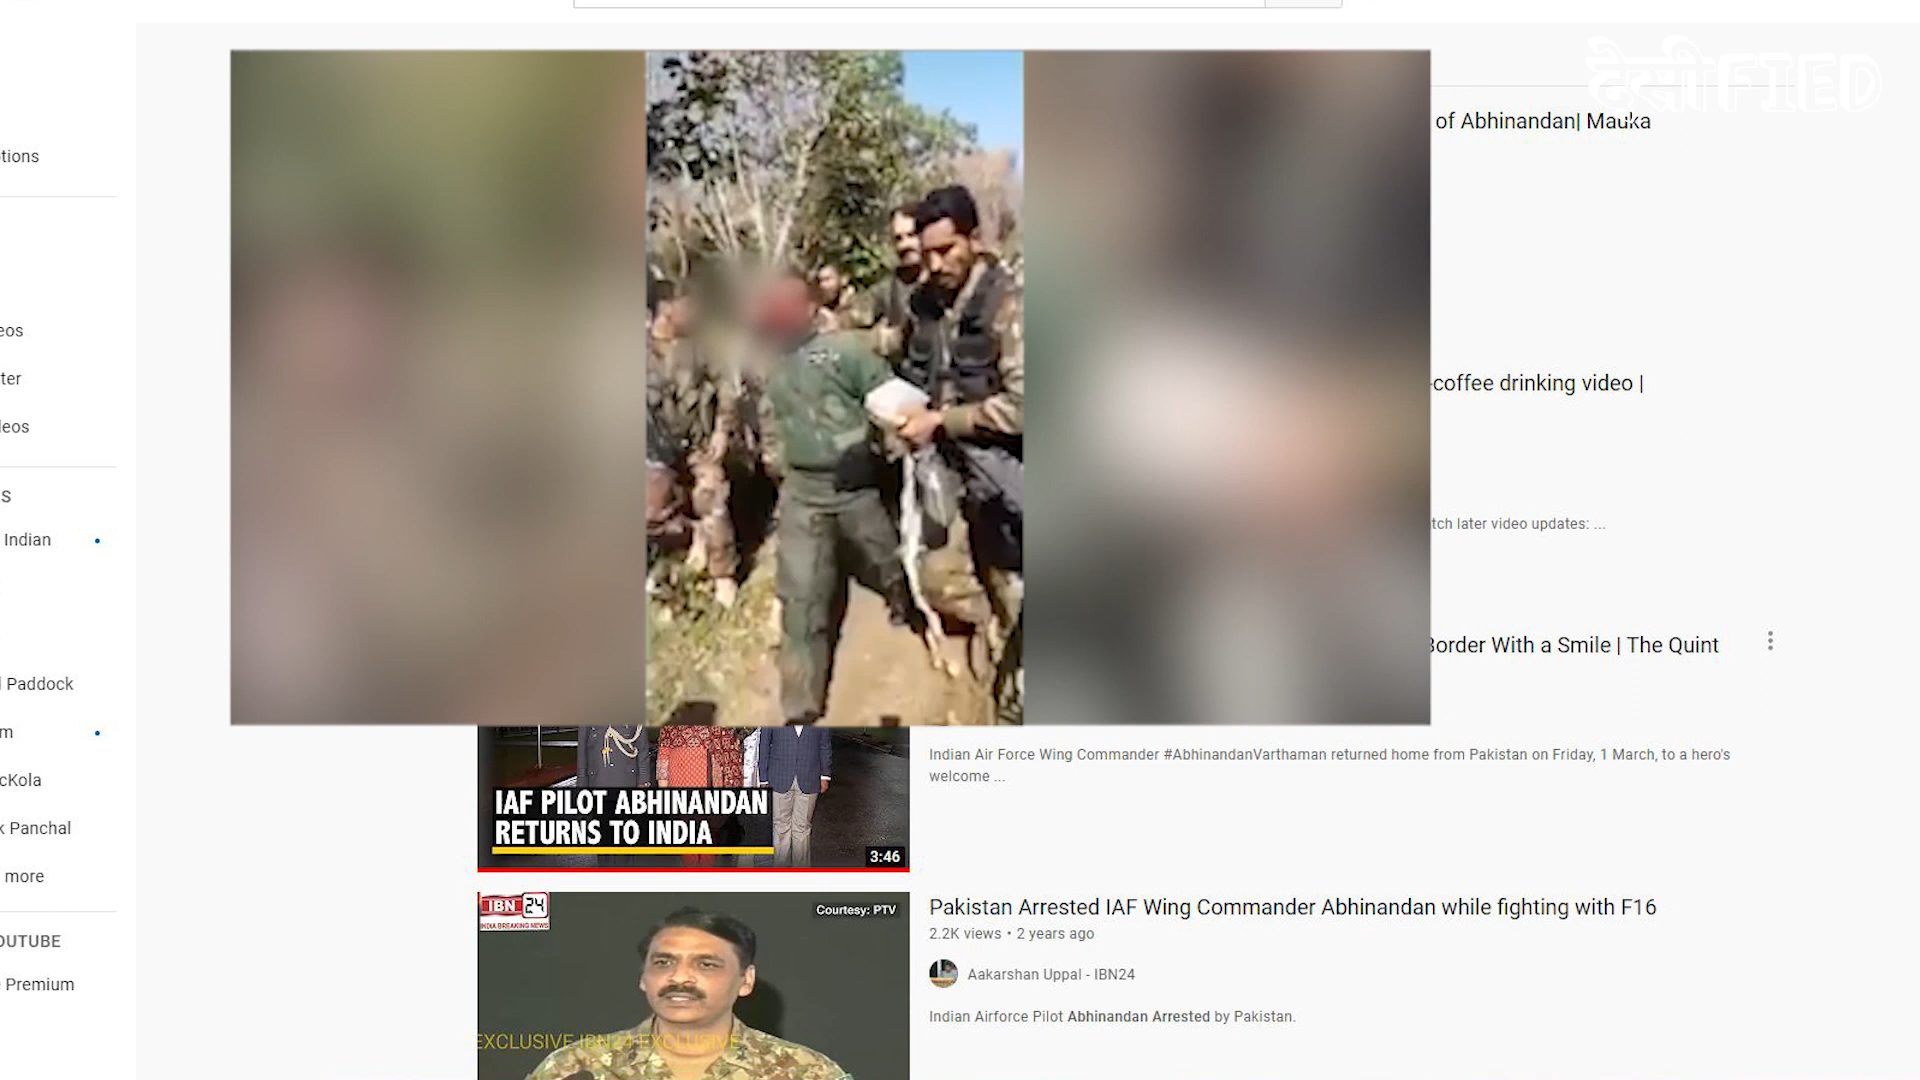 देसीFIED
of Abhinandan| Mauka
tions
eos
-coffee drinking video |
ter
leos
S
tch later video updates: ...
Indian
Border With a Smile | The Quint
Paddock
m
Indian Air Force Wing Commander #AbhinandanVarthaman returned home from Pakistan on Friday, 1 March, to a hero's
welcome ...
cKola
IAF PILOT ABHINANDAN
RETURNS TO INDIA
k Panchal
3:46
more
IBN 24
INDIA BREAKING NEWS
Courtesy: PTV
Pakistan Arrested IAF Wing Commander Abhinandan while fighting with F16
2.2K views • 2 years ago
OUTUBE
Aakarshan Uppal - IBN24
Premium
Indian Airforce Pilot Abhinandan Arrested by Pakistan.
EXCLUSIVE IBN24 EXCLUSIVE